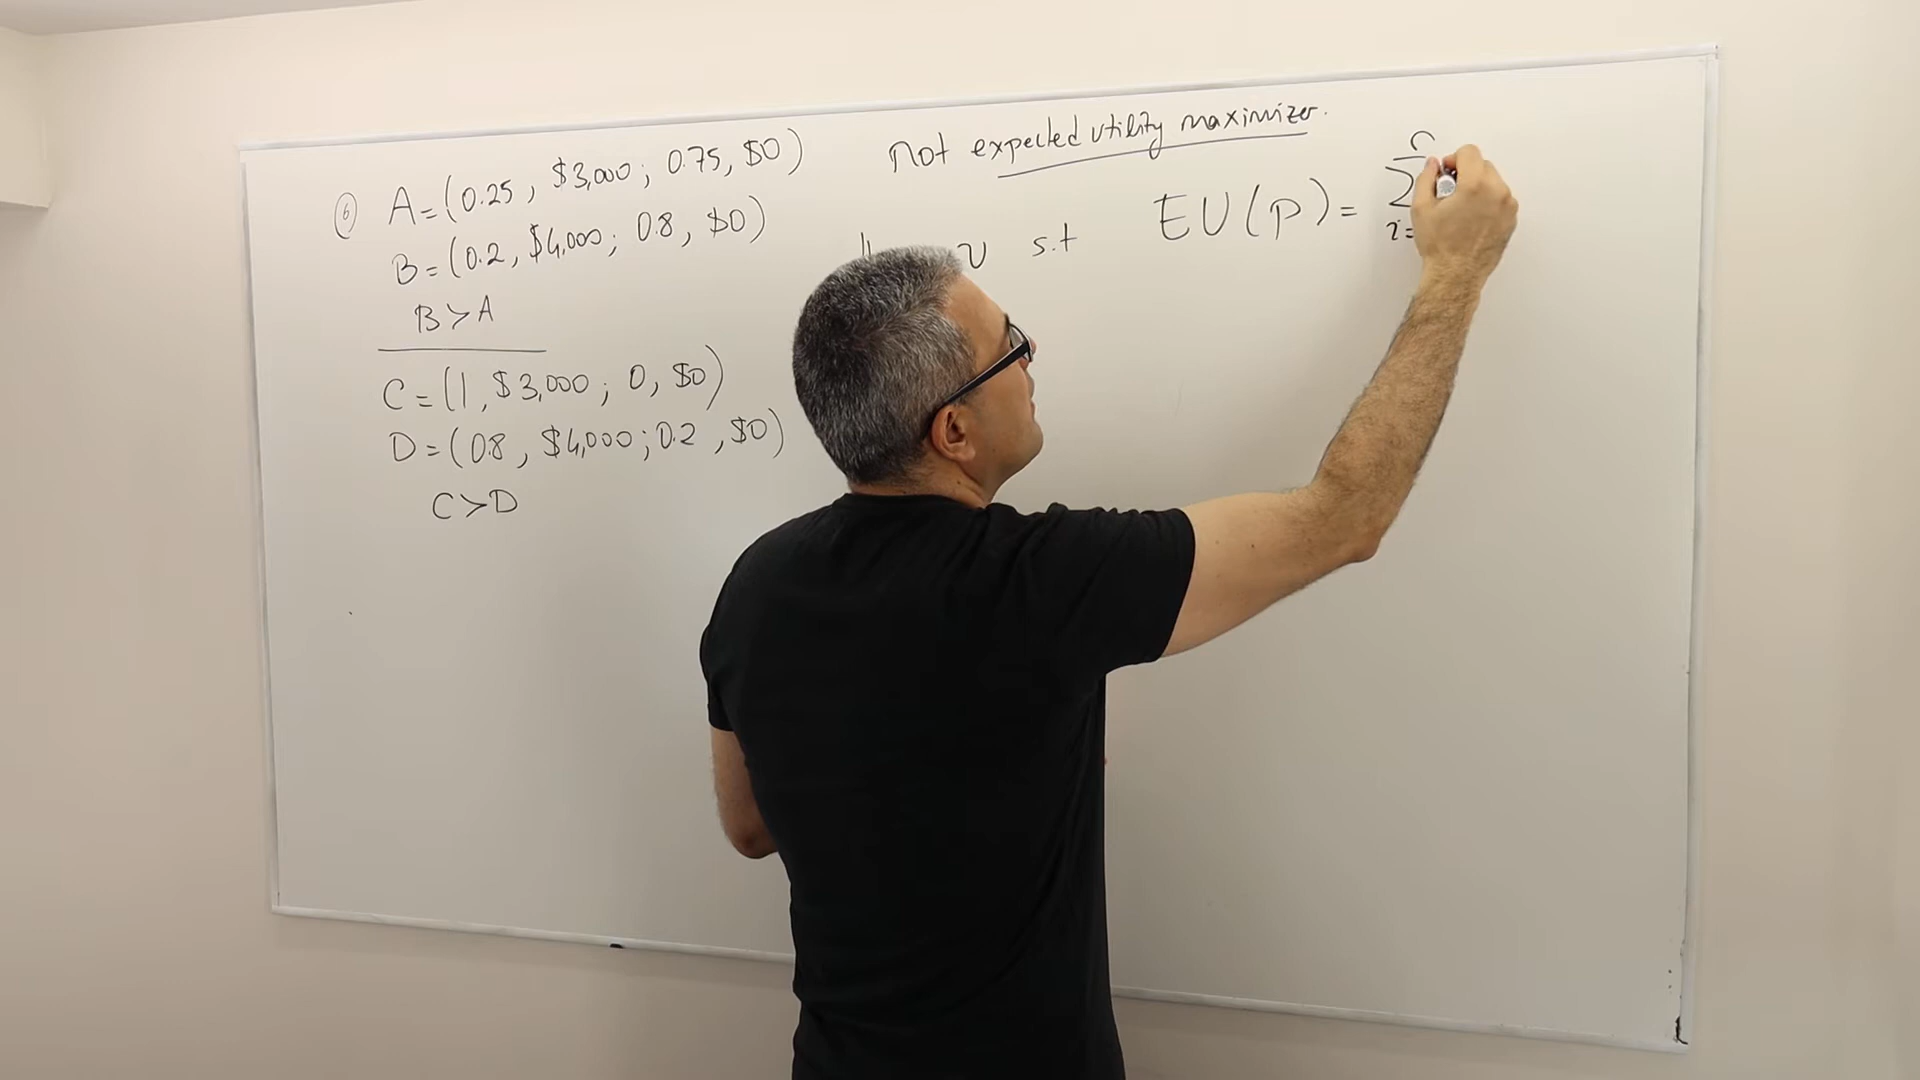 ⑥ A=(0.25, $3,000; 0.75, $0)
B=(0.2, $4,000; 0.8, $0)
B>A
C=(1, $3,000; 0, $0)
D=(0.8, $4,000; 0.2, $0)
C>D
not expected utility maximizer.
u s.t EU(p)= ∑ i=